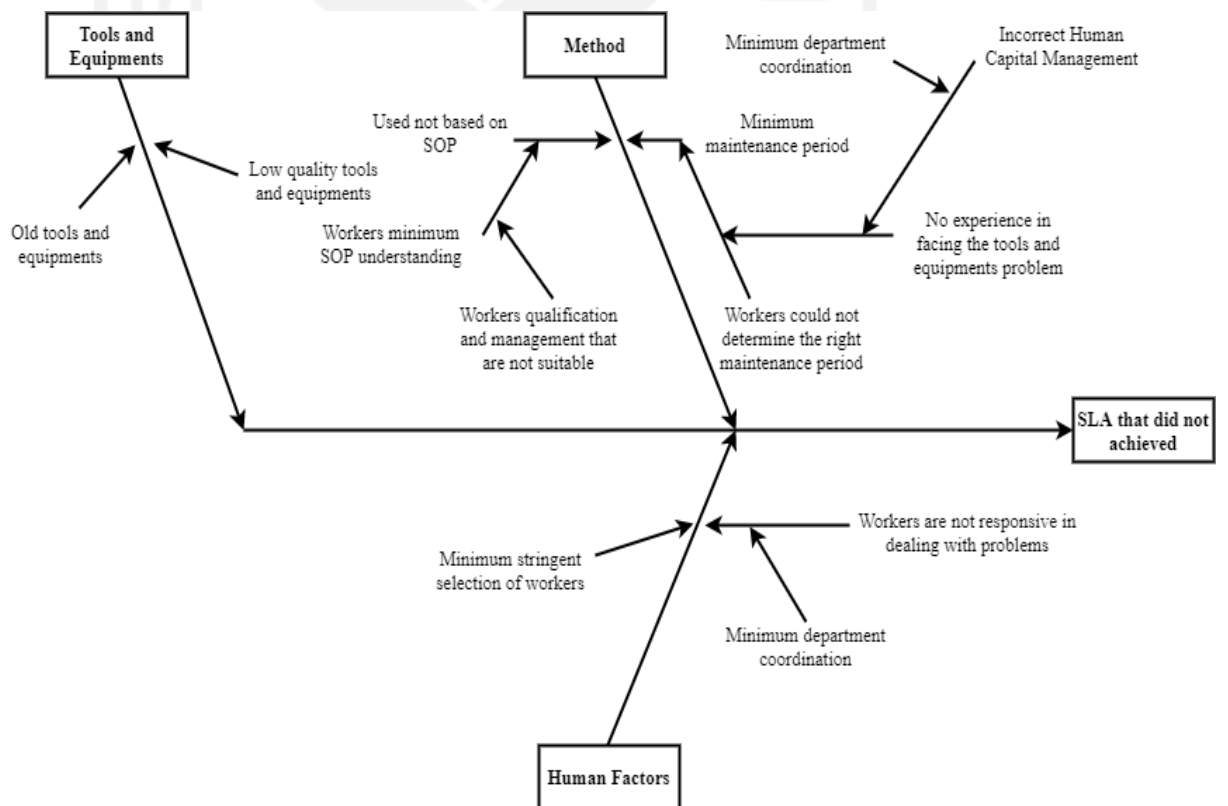 Tools and
Equipments
Method
Minimum department
coordination
Incorrect Human
Capital Management
Used not based on
SOP
Minimum
maintenance period
Low quality tools
and equipments
Old tools and
equipments
Workers minimum
SOP understanding
No experience in
facing the tools and
equipments problem
Workers qualification
and management that
are not suitable
Workers could not
determine the right
maintenance period
SLA that did not
achieved
Minimum stringent
selection of workers
Workers are not responsive in
dealing with problems
Minimum department
coordination
Human Factors